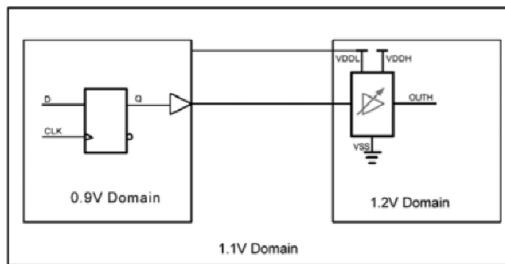 VDDL VDDH
D Q
OUTH
CLK
VSS
0.9V Domain
1.2V Domain
1.1V Domain